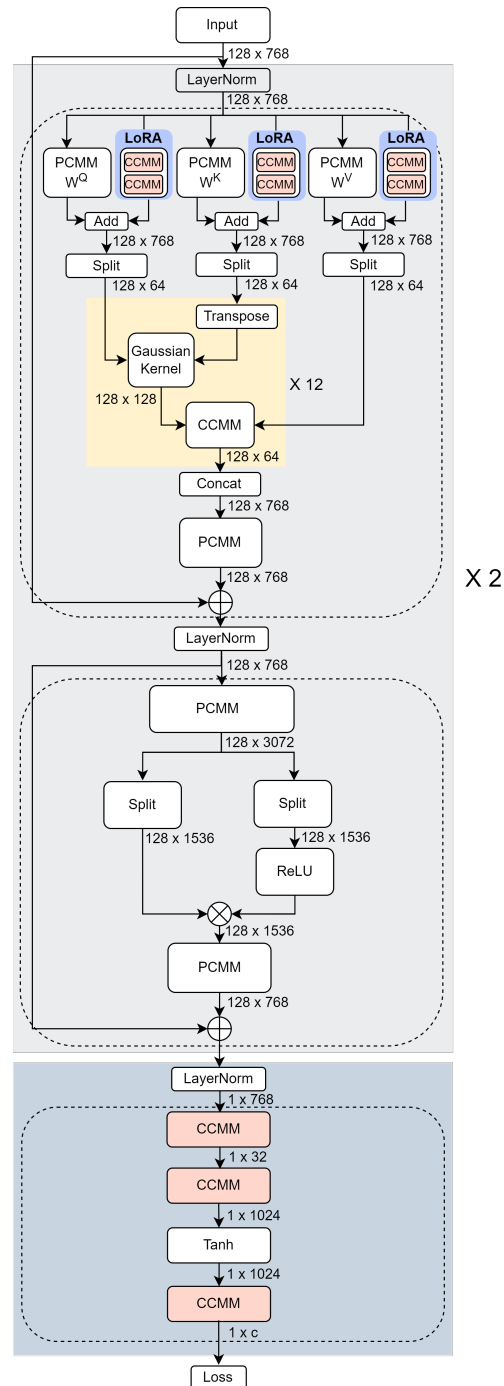 Input
128 x 768
LayerNorm
128 x 768
LoRA
LoRA
LoRA
PCMM
W^Q
CCMM
CCMM
PCMM
W^K
CCMM
CCMM
PCMM
W^V
CCMM
CCMM
Add
Add
Add
128 x 768
128 x 768
128 x 768
Split
Split
Split
128 x 64
128 x 64
128 x 64
Transpose
Gaussian
Kernel
X 12
128 x 128
CCMM
128 x 64
Concat
128 x 768
PCMM
128 x 768
X 2
LayerNorm
128 x 768
PCMM
128 x 3072
Split
Split
128 x 1536
128 x 1536
ReLU
128 x 1536
PCMM
128 x 768
LayerNorm
1 x 768
CCMM
1 x 32
CCMM
1 x 1024
Tanh
1 x 1024
CCMM
1 x c
Loss